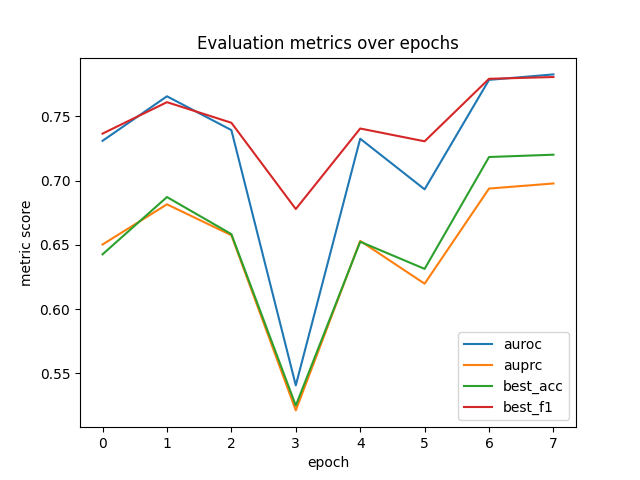 Evaluation metrics over epochs
metric score
0.75
0.70
0.65
0.60
0.55
auroc
auprc
best_acc
best_f1
0 1 2 3 4 5 6 7
epoch